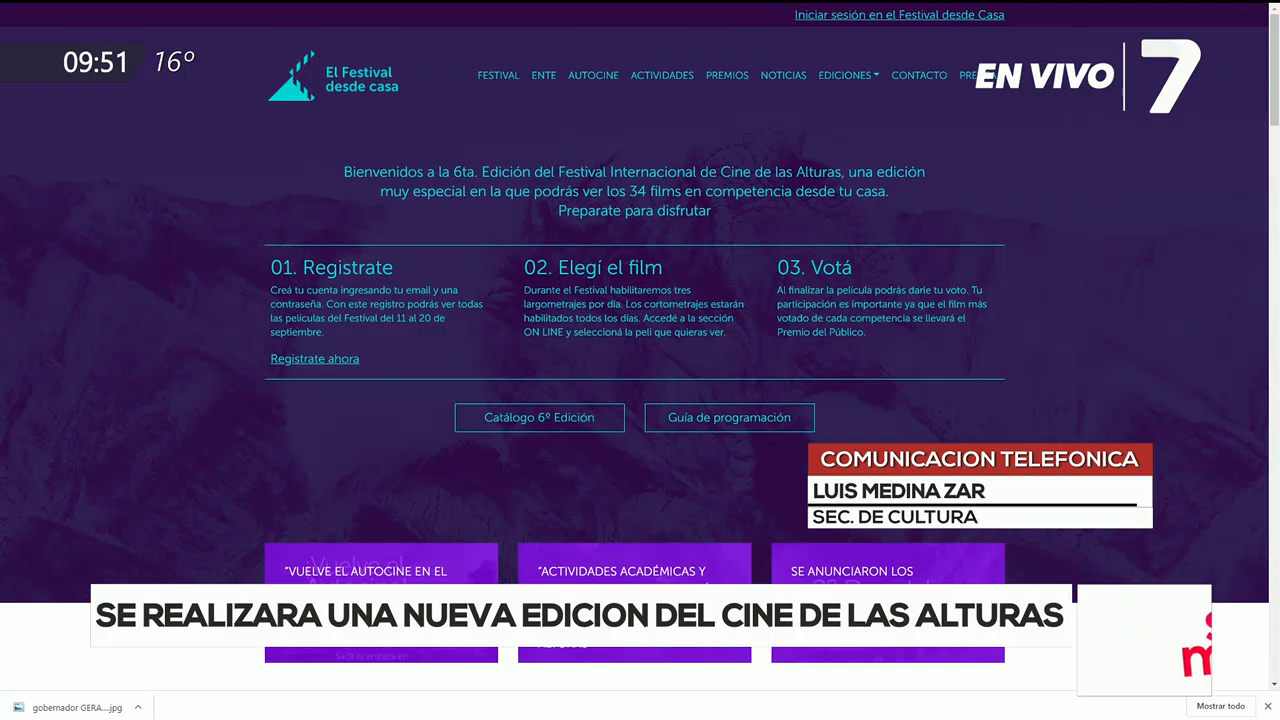 Iniciar sesión en el Festival desde Casa
09:51 16º
El Festival
desde casa
FESTIVAL ENTE AUTOCINE ACTIVIDADES PREMIOS NOTICIAS EDICIONES CONTACTO
EN VIVO 7
Bienvenidos a la 6ta. Edición del Festival Internacional de Cine de las Alturas, una edición
muy especial en la que podrás ver los 34 films en competencia desde tu casa.
Preparate para disfrutar
01. Registrate
Creá tu cuenta ingresando tu email y una
contraseña. Con este registro podrás ver todas
las películas del Festival del 11 al 20 de
septiembre.
Registrate ahora
02. Elegí el film
Durante el Festival habilitaremos tres
largometrajes por día. Los cortometrajes estarán
habilitados todos los días. Accedé a la sección
ON LINE y seleccioná la peli que quieras ver.
03. Votá
Al finalizar la película podrás darle tu voto. Tu
participación es importante ya que el film más
votado de cada competencia se llevará el
Premio del Público.
Catálogo 6º Edición
Guía de programación
COMUNICACION TELEFONICA
LUIS MEDINA ZAR
SEC. DE CULTURA
"VUELVE EL AUTOCINE EN EL
"ACTIVIDADES ACADÉMICAS Y
SE ANUNCIARON LOS
SE REALIZARA UNA NUEVA EDICION DEL CINE DE LAS ALTURAS
gobernador GERA....jpg
Mostrar todo